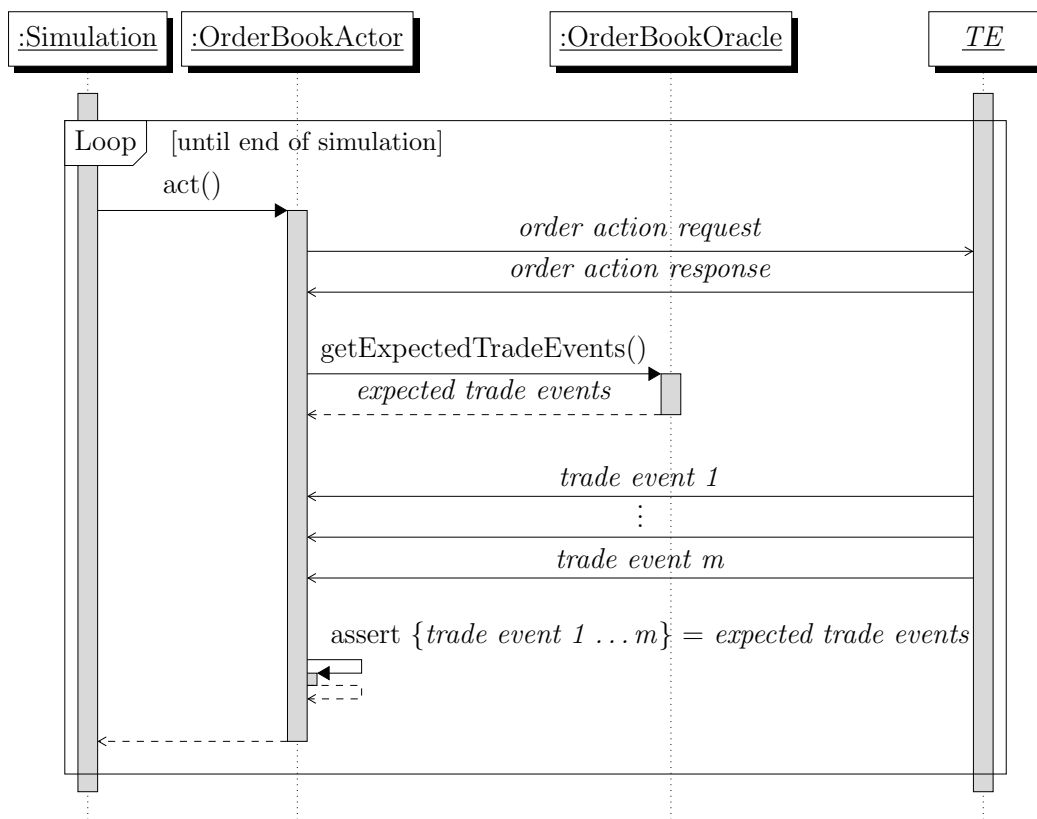 :Simulation :OrderBookActor :OrderBookOracle TE
Loop [until end of simulation]
act()
order action request
order action response
getExpectedTradeEvents()
expected trade events
trade event 1
⋮
trade event m
assert {trade event 1 ... m} = expected trade events